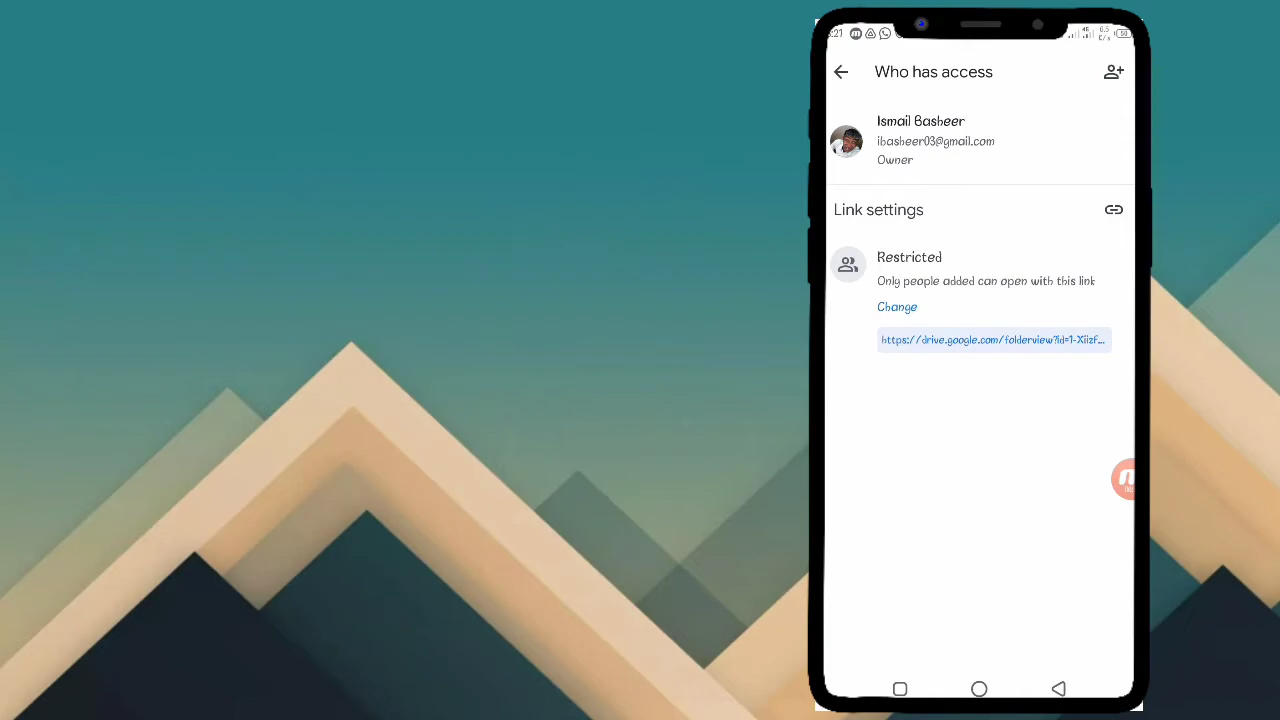 :21
Who has access
Ismail Basheer
ibasheer03@gmail.com
Owner
Link settings
Restricted
Only people added can open with this link
Change
https://drive.google.com/folderview?id=1-Xiizf...